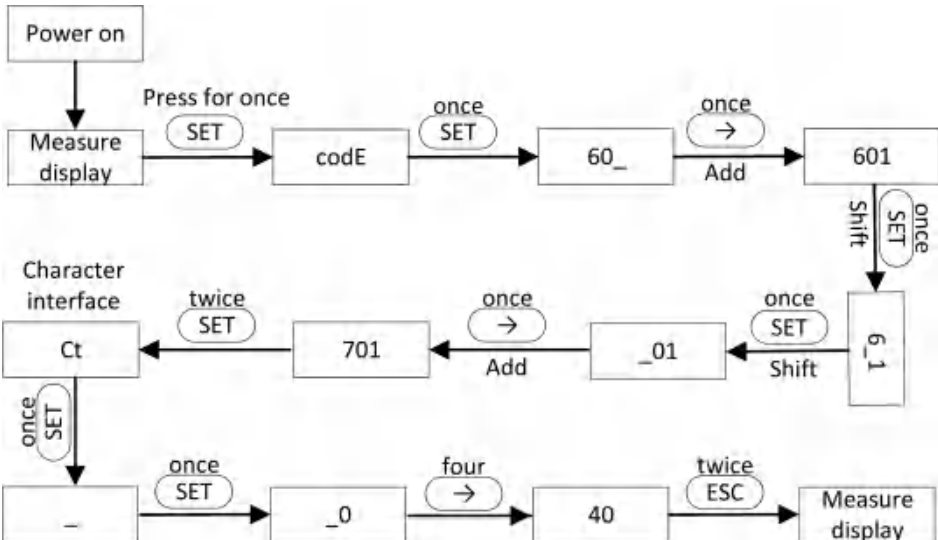 Power on
Press for once
SET
once
SET
once
→
Add
Measure
display
codE
60_
601
once
SET
Shift
Character
interface
twice
SET
once
→
Add
once
SET
Shift
Ct
701
_01
6_1
once
SET
once
SET
four
→
twice
ESC
_
_0
40
Measure
display